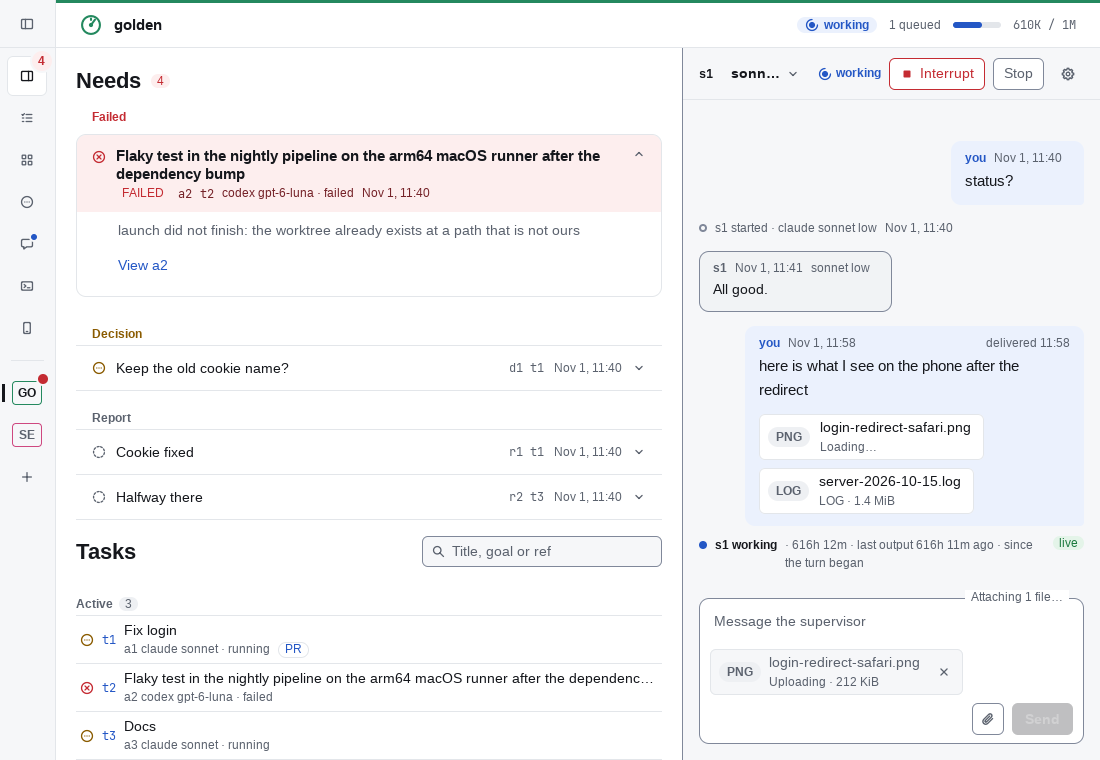 golden
working
1 queued
610K / 1M
4
GO
SE
Needs 4
Failed
Flaky test in the nightly pipeline on the arm64 macOS runner after the
dependency bump
FAILED a2 t2 codex gpt-6-luna · failed Nov 1, 11:40
launch did not finish: the worktree already exists at a path that is not ours
View a2
Decision
Keep the old cookie name? d1 t1 Nov 1, 11:40
Report
Cookie fixed r1 t1 Nov 1, 11:40
Halfway there r2 t3 Nov 1, 11:40
Tasks
Title, goal or ref
Active 3
t1 Fix login
a1 claude sonnet · running PR
t2 Flaky test in the nightly pipeline on the arm64 macOS runner after the dependenc…
a2 codex gpt-6-luna · failed
t3 Docs
a3 claude sonnet · running
s1 sonn… working Interrupt Stop
you Nov 1, 11:40
status?
s1 started · claude sonnet low Nov 1, 11:40
s1 Nov 1, 11:41 sonnet low
All good.
you Nov 1, 11:58 delivered 11:58
here is what I see on the phone after the
redirect
PNG login-redirect-safari.png
Loading…
LOG server-2026-10-15.log
LOG · 1.4 MiB
s1 working · 616h 12m · last output 616h 11m ago · since
the turn began
live
Attaching 1 file…
Message the supervisor
PNG login-redirect-safari.png
Uploading · 212 KiB
Send